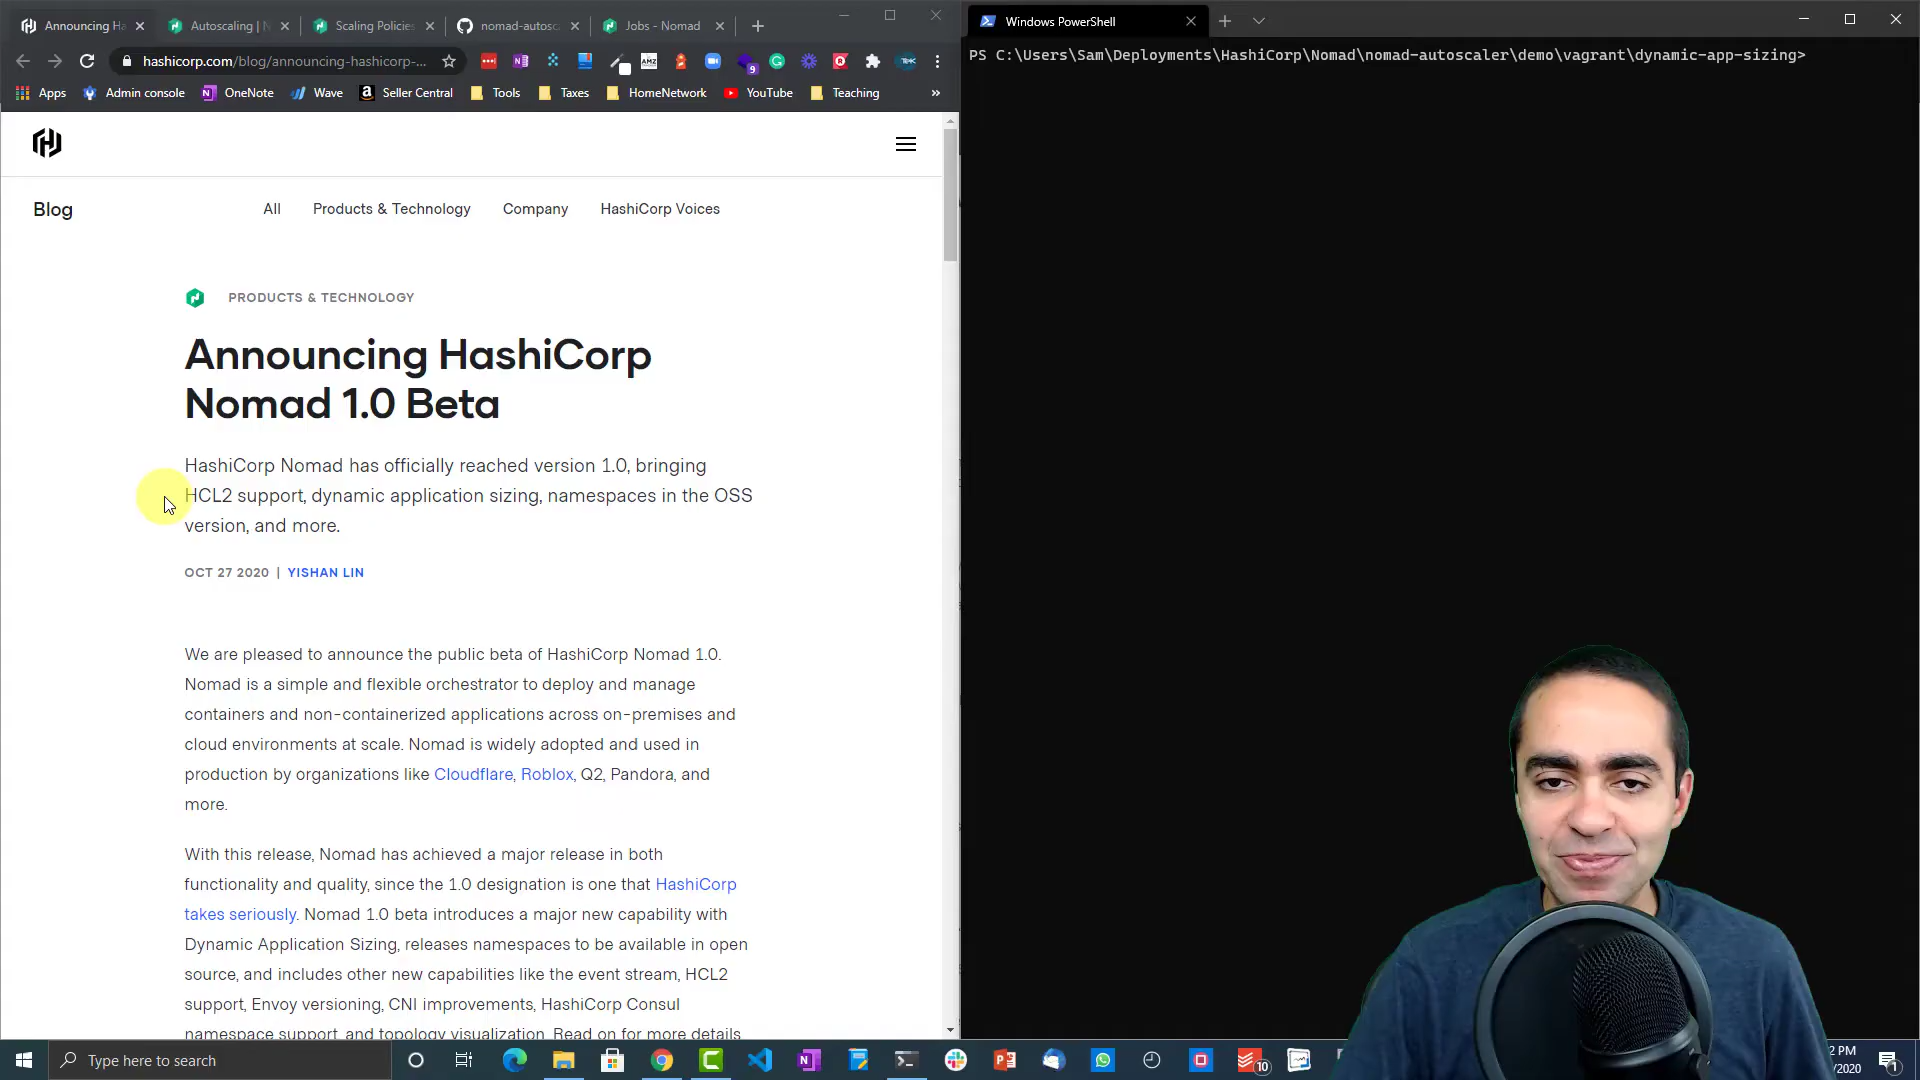 Announcing Ha
Autoscaling | N
Scaling Policies
nomad-autosc
Jobs - Nomad
Windows PowerShell
hashicorp.com/blog/announcing-hashicorp-...
AMZ
9
Apps
Admin console
OneNote
Wave
Seller Central
Tools
Taxes
HomeNetwork
YouTube
Teaching
»
PS C:\Users\Sam\Deployments\HashiCorp\Nomad\nomad-autoscaler\demo\vagrant\dynamic-app-sizing>
Blog
All
Products & Technology
Company
HashiCorp Voices
PRODUCTS & TECHNOLOGY
Announcing HashiCorp
Nomad 1.0 Beta
HashiCorp Nomad has officially reached version 1.0, bringing
HCL2 support, dynamic application sizing, namespaces in the OSS
version, and more.
OCT 27 2020 | YISHAN LIN
We are pleased to announce the public beta of HashiCorp Nomad 1.0.
Nomad is a simple and flexible orchestrator to deploy and manage
containers and non-containerized applications across on-premises and
cloud environments at scale. Nomad is widely adopted and used in
production by organizations like Cloudflare, Roblox, Q2, Pandora, and
more.
With this release, Nomad has achieved a major release in both
functionality and quality, since the 1.0 designation is one that HashiCorp
takes seriously. Nomad 1.0 beta introduces a major new capability with
Dynamic Application Sizing, releases namespaces to be available in open
source, and includes other new capabilities like the event stream, HCL2
support, Envoy versioning, CNI improvements, HashiCorp Consul
namespace support, and topology visualization. Read on for more details
Type here to search
10
2 PM
/2020
1